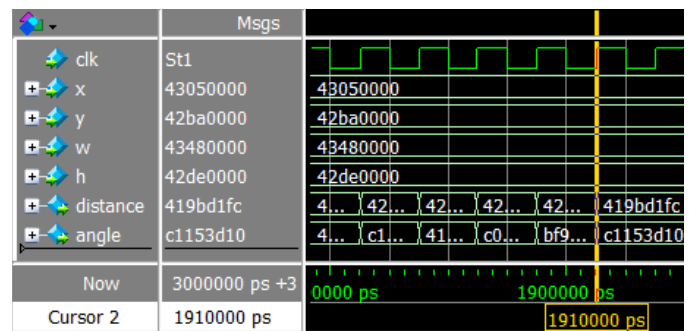 Msgs
clk St1
x 43050000 43050000
y 42ba0000 42ba0000
w 43480000 43480000
h 42de0000 42de0000
distance 419bd1fc 4... 42... 42... 42... 42... 419bd1fc
angle c1153d10 4... c1... 41... c0... bf9... c1153d10
Now 3000000 ps +3 0000 ps 1900000 ps
Cursor 2 1910000 ps 1910000 ps